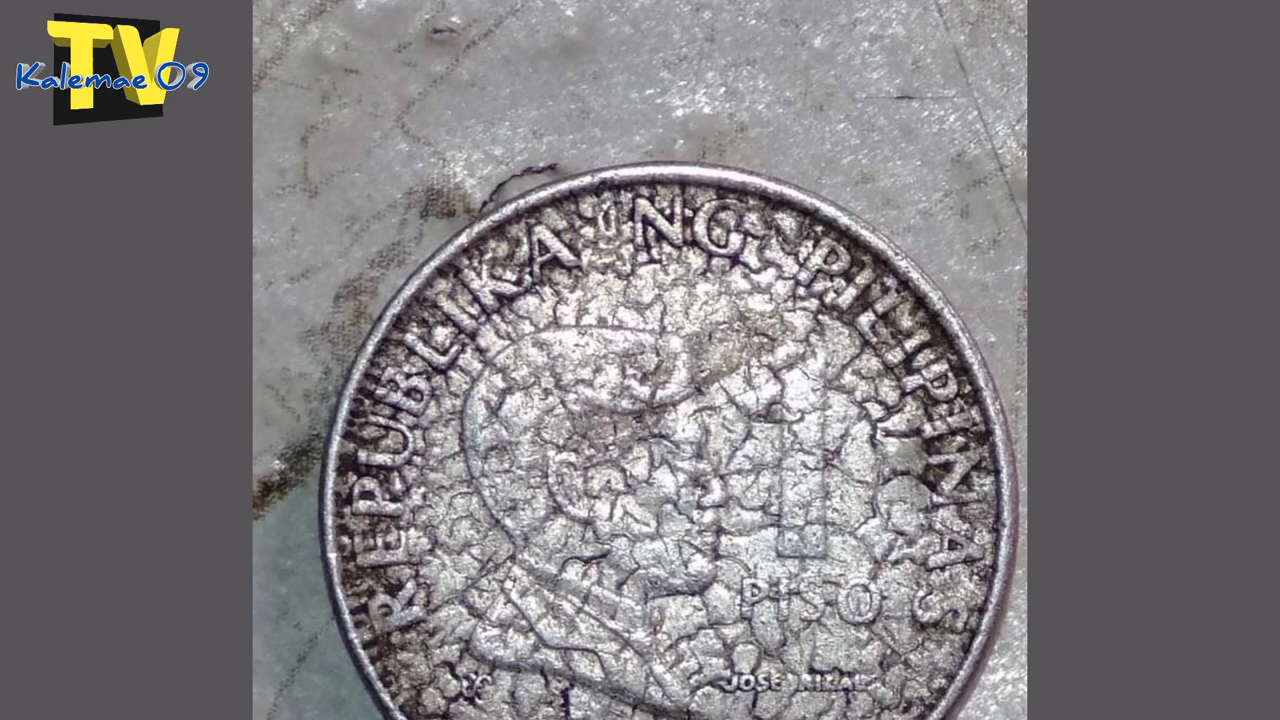 TV
Kalemae 09
REPUBLIKA NG PILIPINAS
1
PISO
JOSE RIZAL